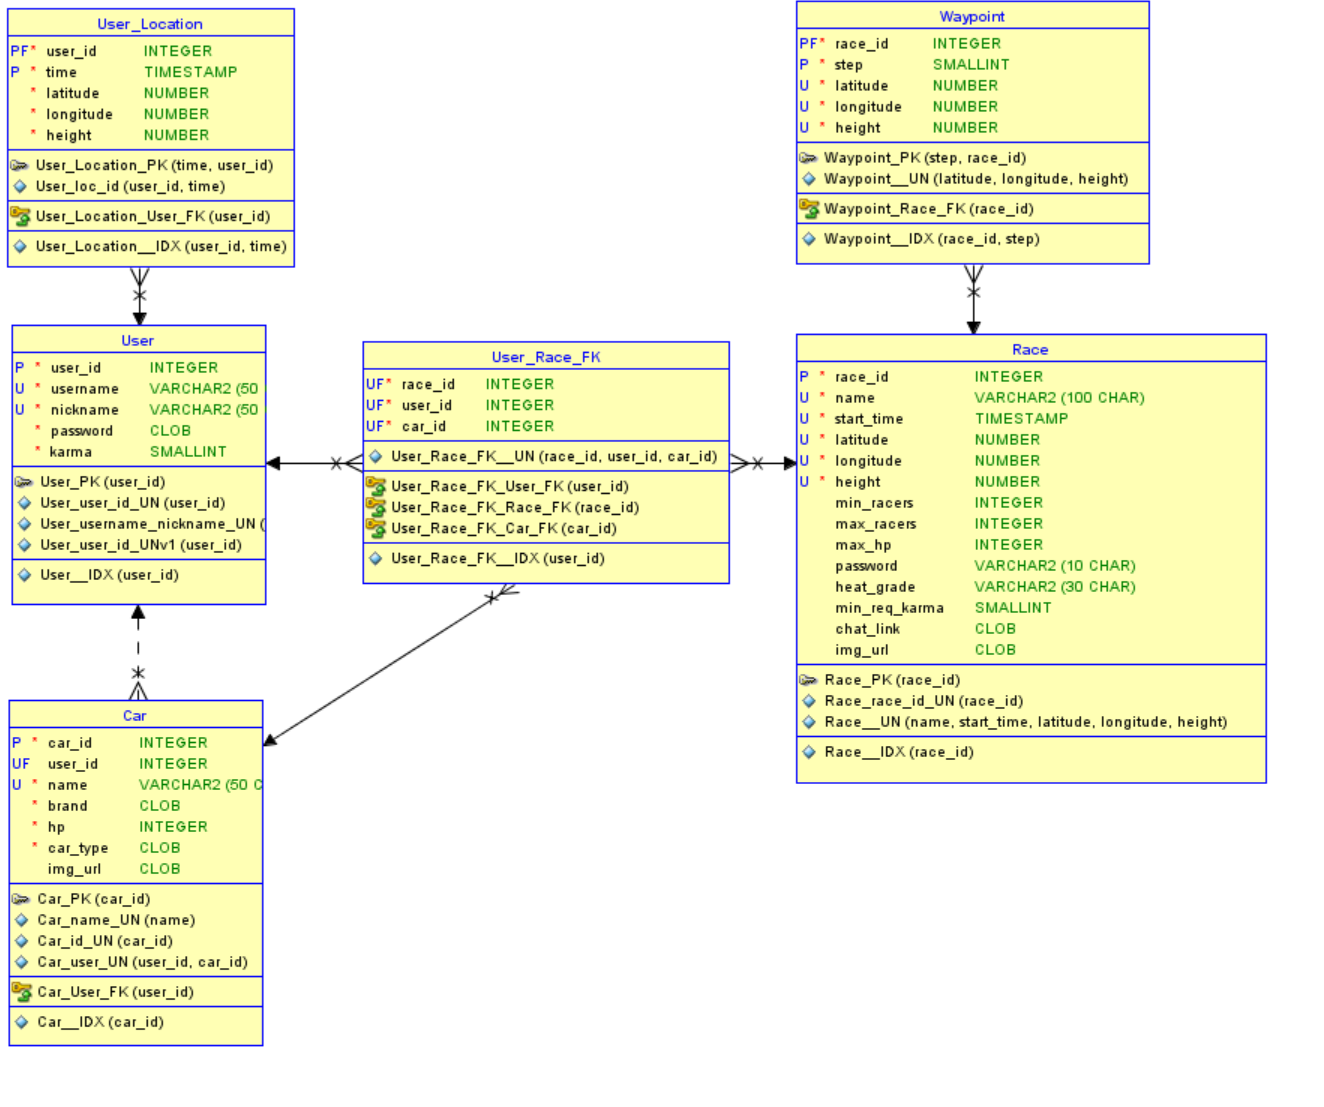 User_Location
PF* user_id INTEGER
P * time TIMESTAMP
* latitude NUMBER
* longitude NUMBER
* height NUMBER
User_Location_PK (time, user_id)
User_loc_id (user_id, time)
User_Location_User_FK (user_id)
User_Location__IDX (user_id, time)
Waypoint
PF* race_id INTEGER
P * step SMALLINT
U * latitude NUMBER
U * longitude NUMBER
U * height NUMBER
Waypoint_PK (step, race_id)
Waypoint__UN (latitude, longitude, height)
Waypoint_Race_FK (race_id)
Waypoint__IDX (race_id, step)
User
P * user_id INTEGER
U * username VARCHAR2 (50
U * nickname VARCHAR2 (50
* password CLOB
* karma SMALLINT
User_PK (user_id)
User_user_id_UN (user_id)
User_username_nickname_UN (
User_user_id_UNv1 (user_id)
User__IDX (user_id)
User_Race_FK
UF* race_id INTEGER
UF* user_id INTEGER
UF* car_id INTEGER
User_Race_FK__UN (race_id, user_id, car_id)
User_Race_FK_User_FK (user_id)
User_Race_FK_Race_FK (race_id)
User_Race_FK_Car_FK (car_id)
User_Race_FK__IDX (user_id)
Race
P * race_id INTEGER
U * name VARCHAR2 (100 CHAR)
U * start_time TIMESTAMP
U * latitude NUMBER
U * longitude NUMBER
U * height NUMBER
min_racers INTEGER
max_racers INTEGER
max_hp INTEGER
password VARCHAR2 (10 CHAR)
heat_grade VARCHAR2 (30 CHAR)
min_req_karma SMALLINT
chat_link CLOB
img_url CLOB
Race_PK (race_id)
Race_race_id_UN (race_id)
Race__UN (name, start_time, latitude, longitude, height)
Race__IDX (race_id)
Car
P * car_id INTEGER
UF user_id INTEGER
U * name VARCHAR2 (50 C
* brand CLOB
* hp INTEGER
* car_type CLOB
img_url CLOB
Car_PK (car_id)
Car_name_UN (name)
Car_id_UN (car_id)
Car_user_UN (user_id, car_id)
Car_User_FK (user_id)
Car__IDX (car_id)